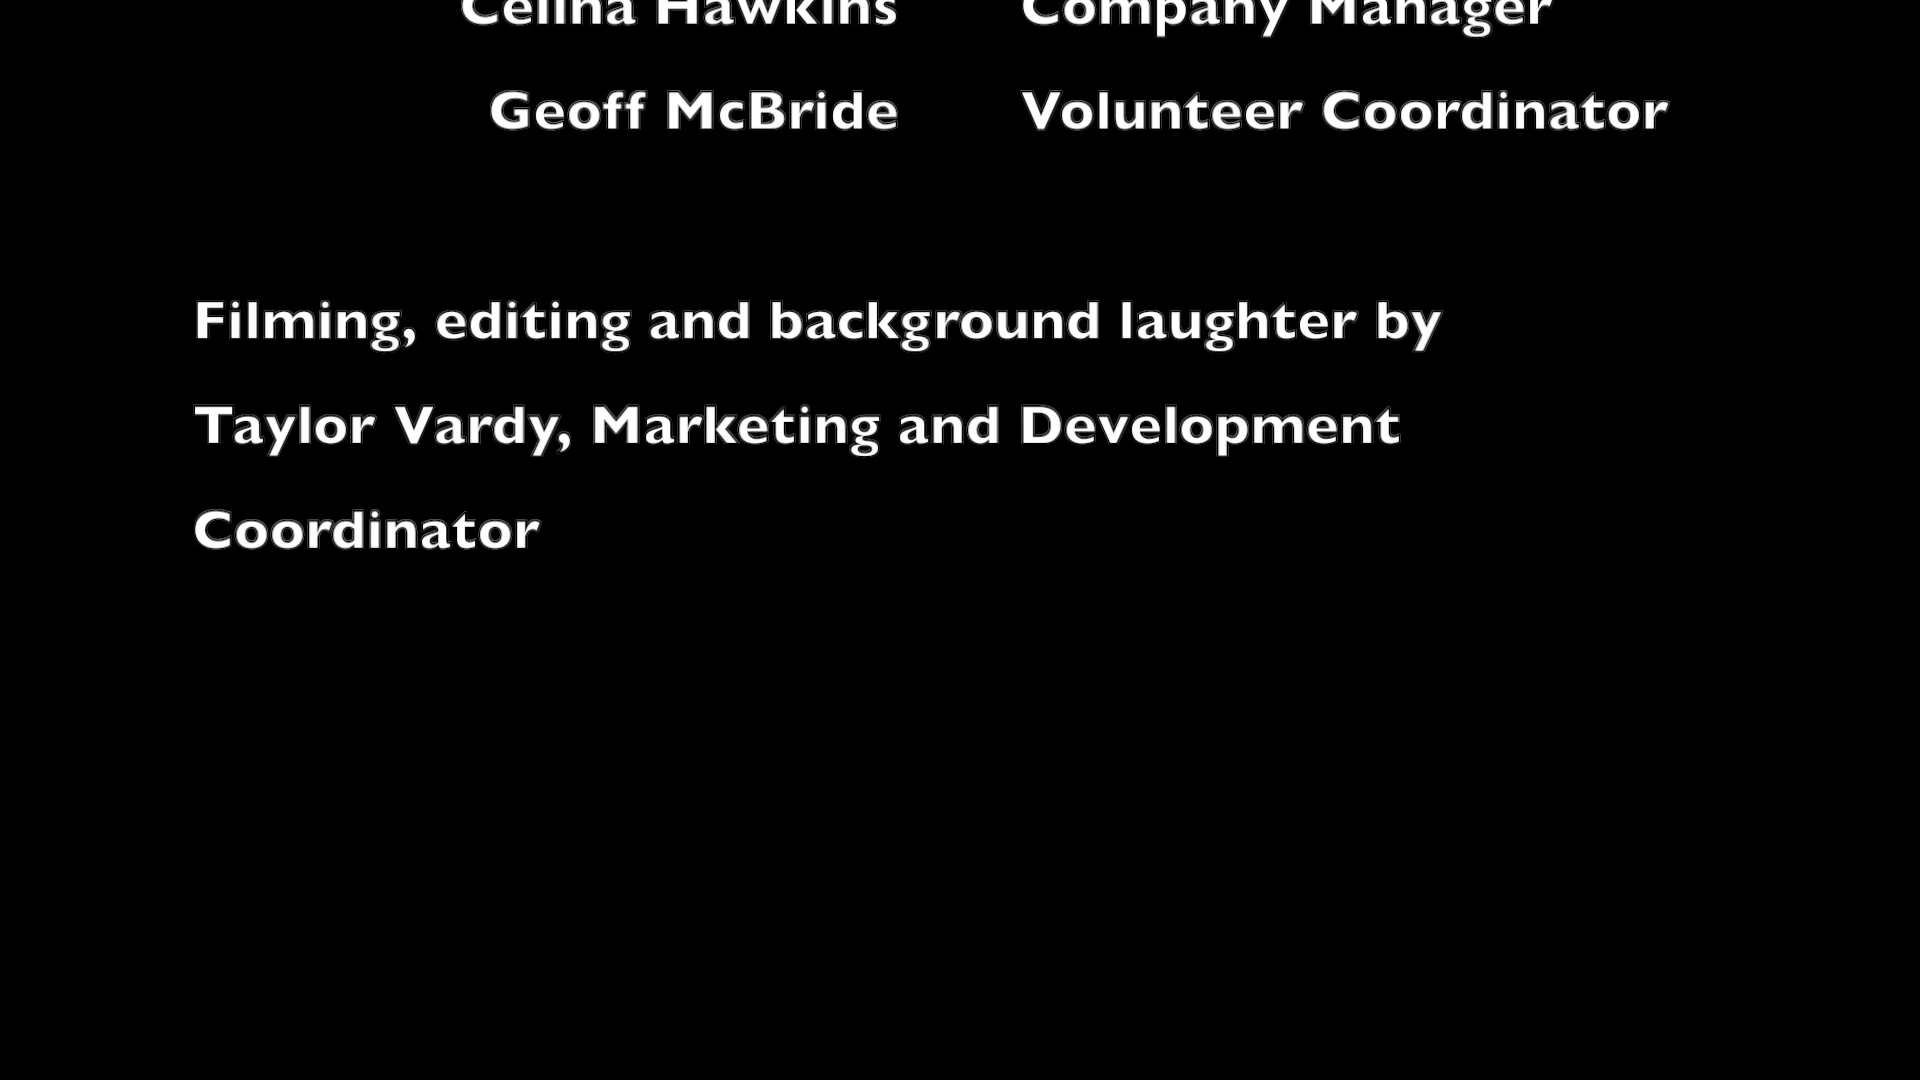 Celina Hawkins Company Manager
Geoff McBride Volunteer Coordinator
Filming, editing and background laughter by
Taylor Vardy, Marketing and Development
Coordinator